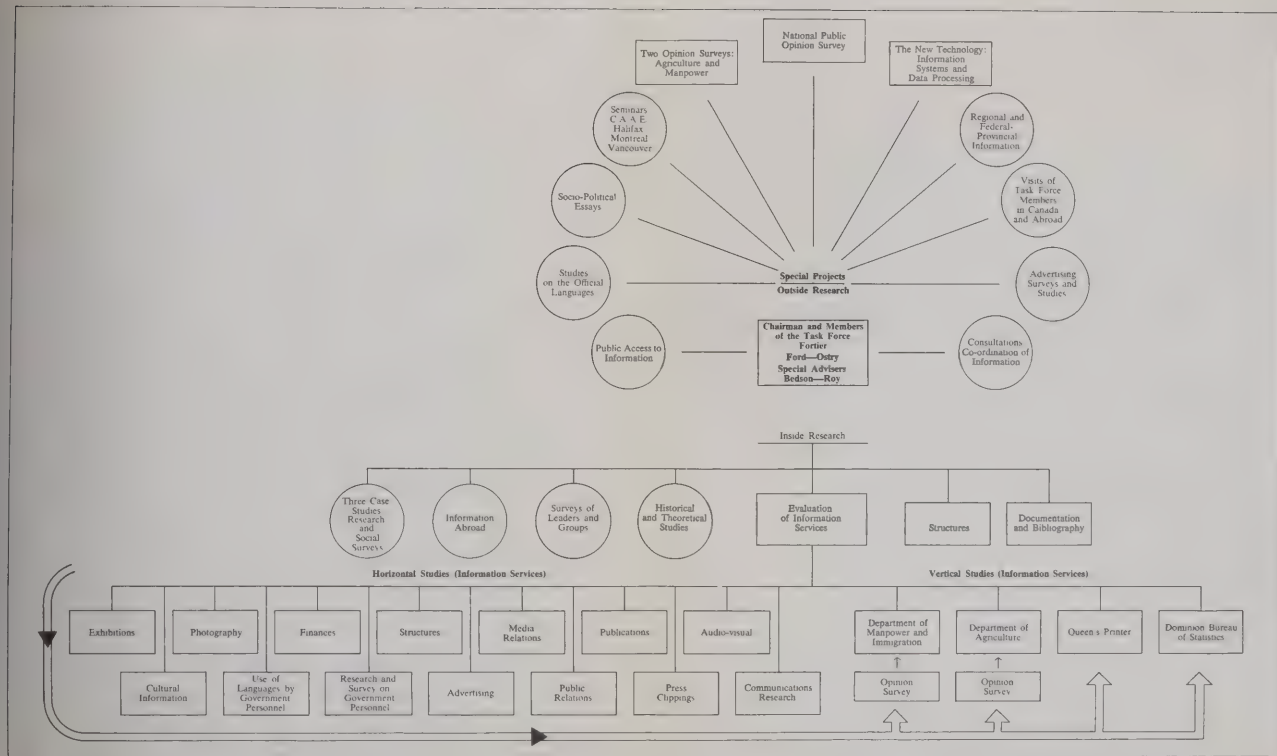 National Public
Opinion Survey
Two Opinion Surveys:
Agriculture and
Manpower
The New Technology:
Information
Systems and
Data Processing
Seminars
C A A E
Halifax
Montreal
Vancouver
Regional and
Federal-
Provincial
Information
Socio-Political
Essays
Visits of
Task Force
Members
in Canada
and Abroad
Studies
on the Official
Languages
Special Projects
Outside Research
Advertising
Surveys and
Studies
Public Access to
Information
Chairman and Members
of the Task Force
Fortier
Ford—Ostry
Special Advisers
Bedson—Roy
Consultations
Co-ordination of
Information
Inside Research
Three Case
Studies
Research
and
Social
Surveys
Information
Abroad
Surveys of
Leaders and
Groups
Historical
and Theoretical
Studies
Evaluation
of Information
Services
Structures
Documentation
and Bibliography
Horizontal Studies (Information Services)
Vertical Studies (Information Services)
Exhibitions
Photography
Finances
Structures
Media
Relations
Publications
Audio-visual
Department of
Manpower and
Immigration
Department of
Agriculture
Queen s Printer
Dominion Bureau
of Statistics
Cultural
Information
Use of
Languages by
Government
Personnel
Research and
Survey on
Government
Personnel
Advertising
Public
Relations
Press
Clippings
Communications
Research
Opinion
Survey
Opinion
Survey